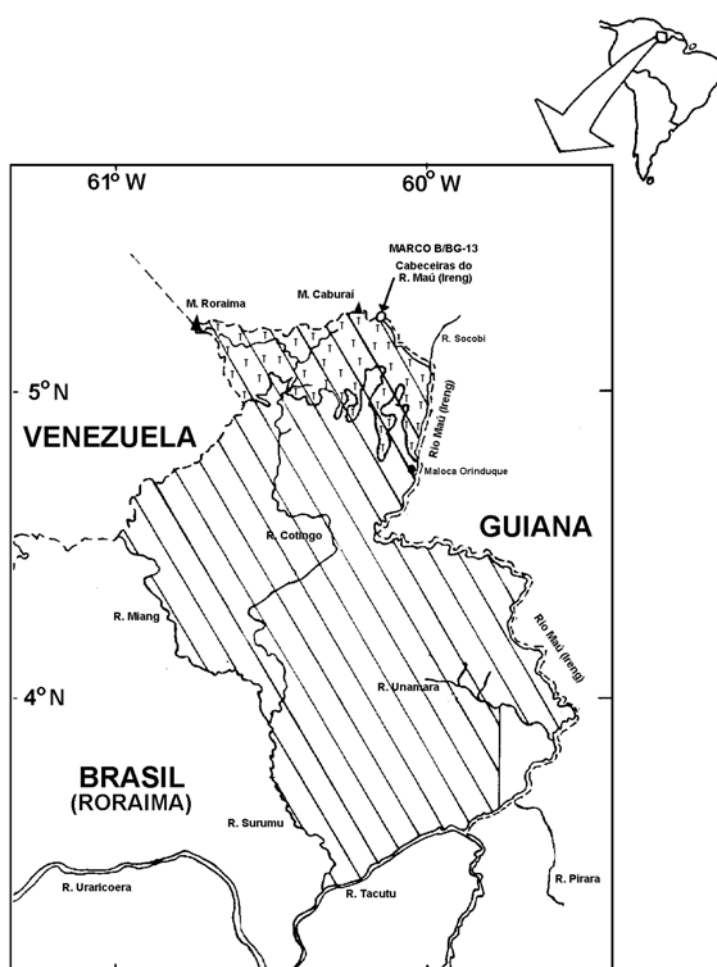 61° W
60° W
MARCO B/BG-13
Cabeceiras do
R. Maú (Ireng)
M. Caburaí
M. Roraima
R. Socobi
5° N
Rio Maú (Ireng)
VENEZUELA
Maloca Orinduque
GUIANA
R. Cotingo
R. Miang
Rio Maú (Ireng)
R. Unamara
4° N
BRASIL
(RORAIMA)
R. Surumu
R. Pirara
R. Uraricoera
R. Tacutu